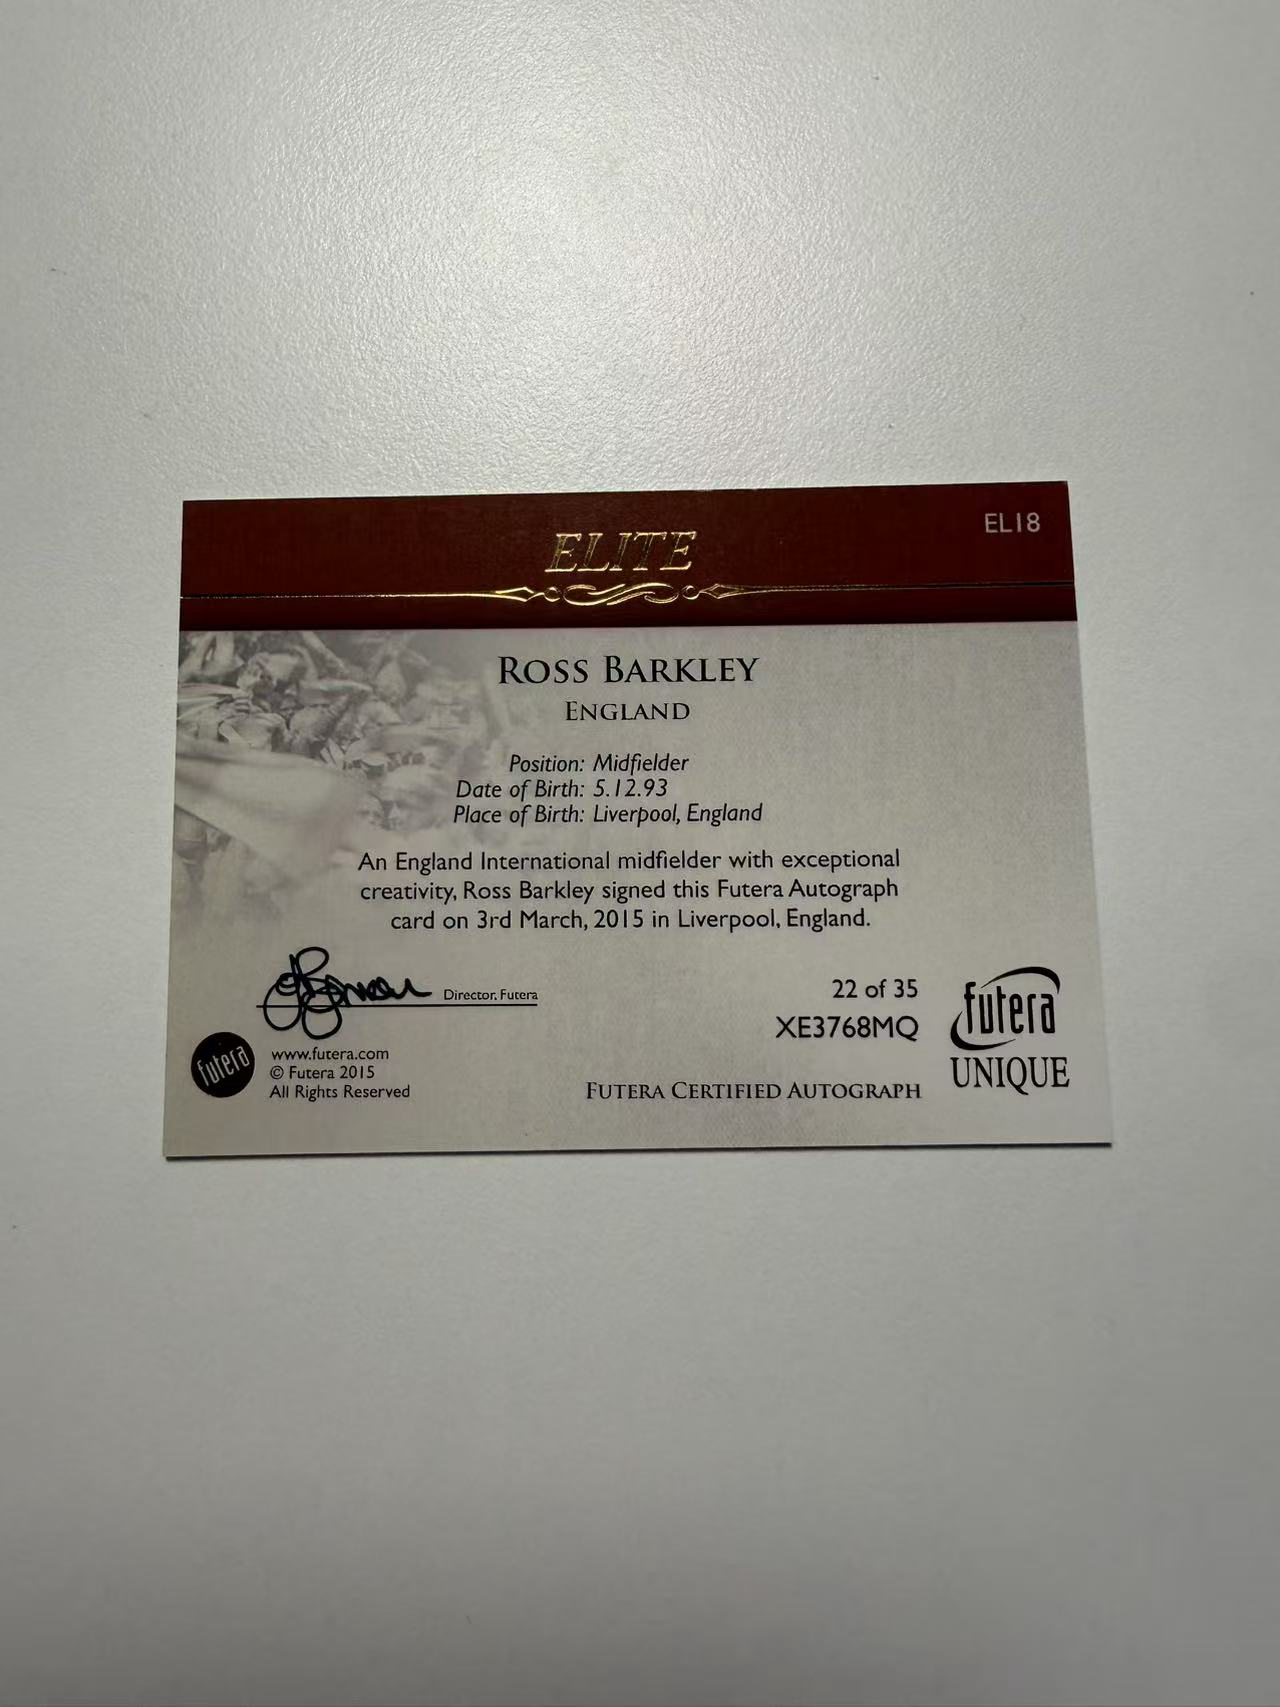 EL18
ELITE
ROSS BARKLEY
ENGLAND
Position: Midfielder
Date of Birth: 5.12.93
Place of Birth: Liverpool, England
An England International midfielder with exceptional
creativity, Ross Barkley signed this Futera Autograph
card on 3rd March, 2015 in Liverpool, England.
Director, Futera
22 of 35
XE3768MQ
futera
UNIQUE
futera
www.futera.com
© Futera 2015
All Rights Reserved
FUTERA CERTIFIED AUTOGRAPH